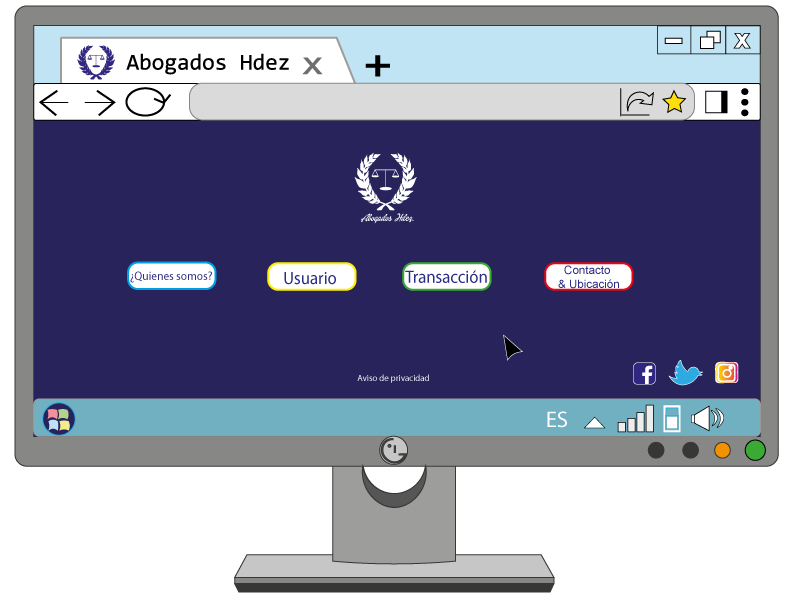 Abogados Hdez X
X
Abogados Hdez.
¿Quienes somos?
Usuario
Transacción
Contacto
& Ubicación
Aviso de privacidad
ES